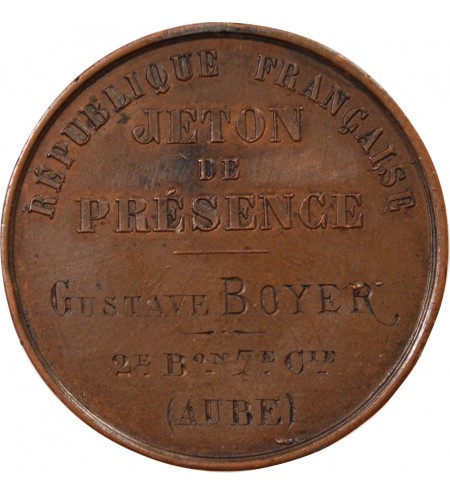 RÉPUBLIQUE FRANÇAISE
JETON
DE
PRÉSENCE
GUSTAVE BOYER
2E BON 7E CIE
(AUBE)